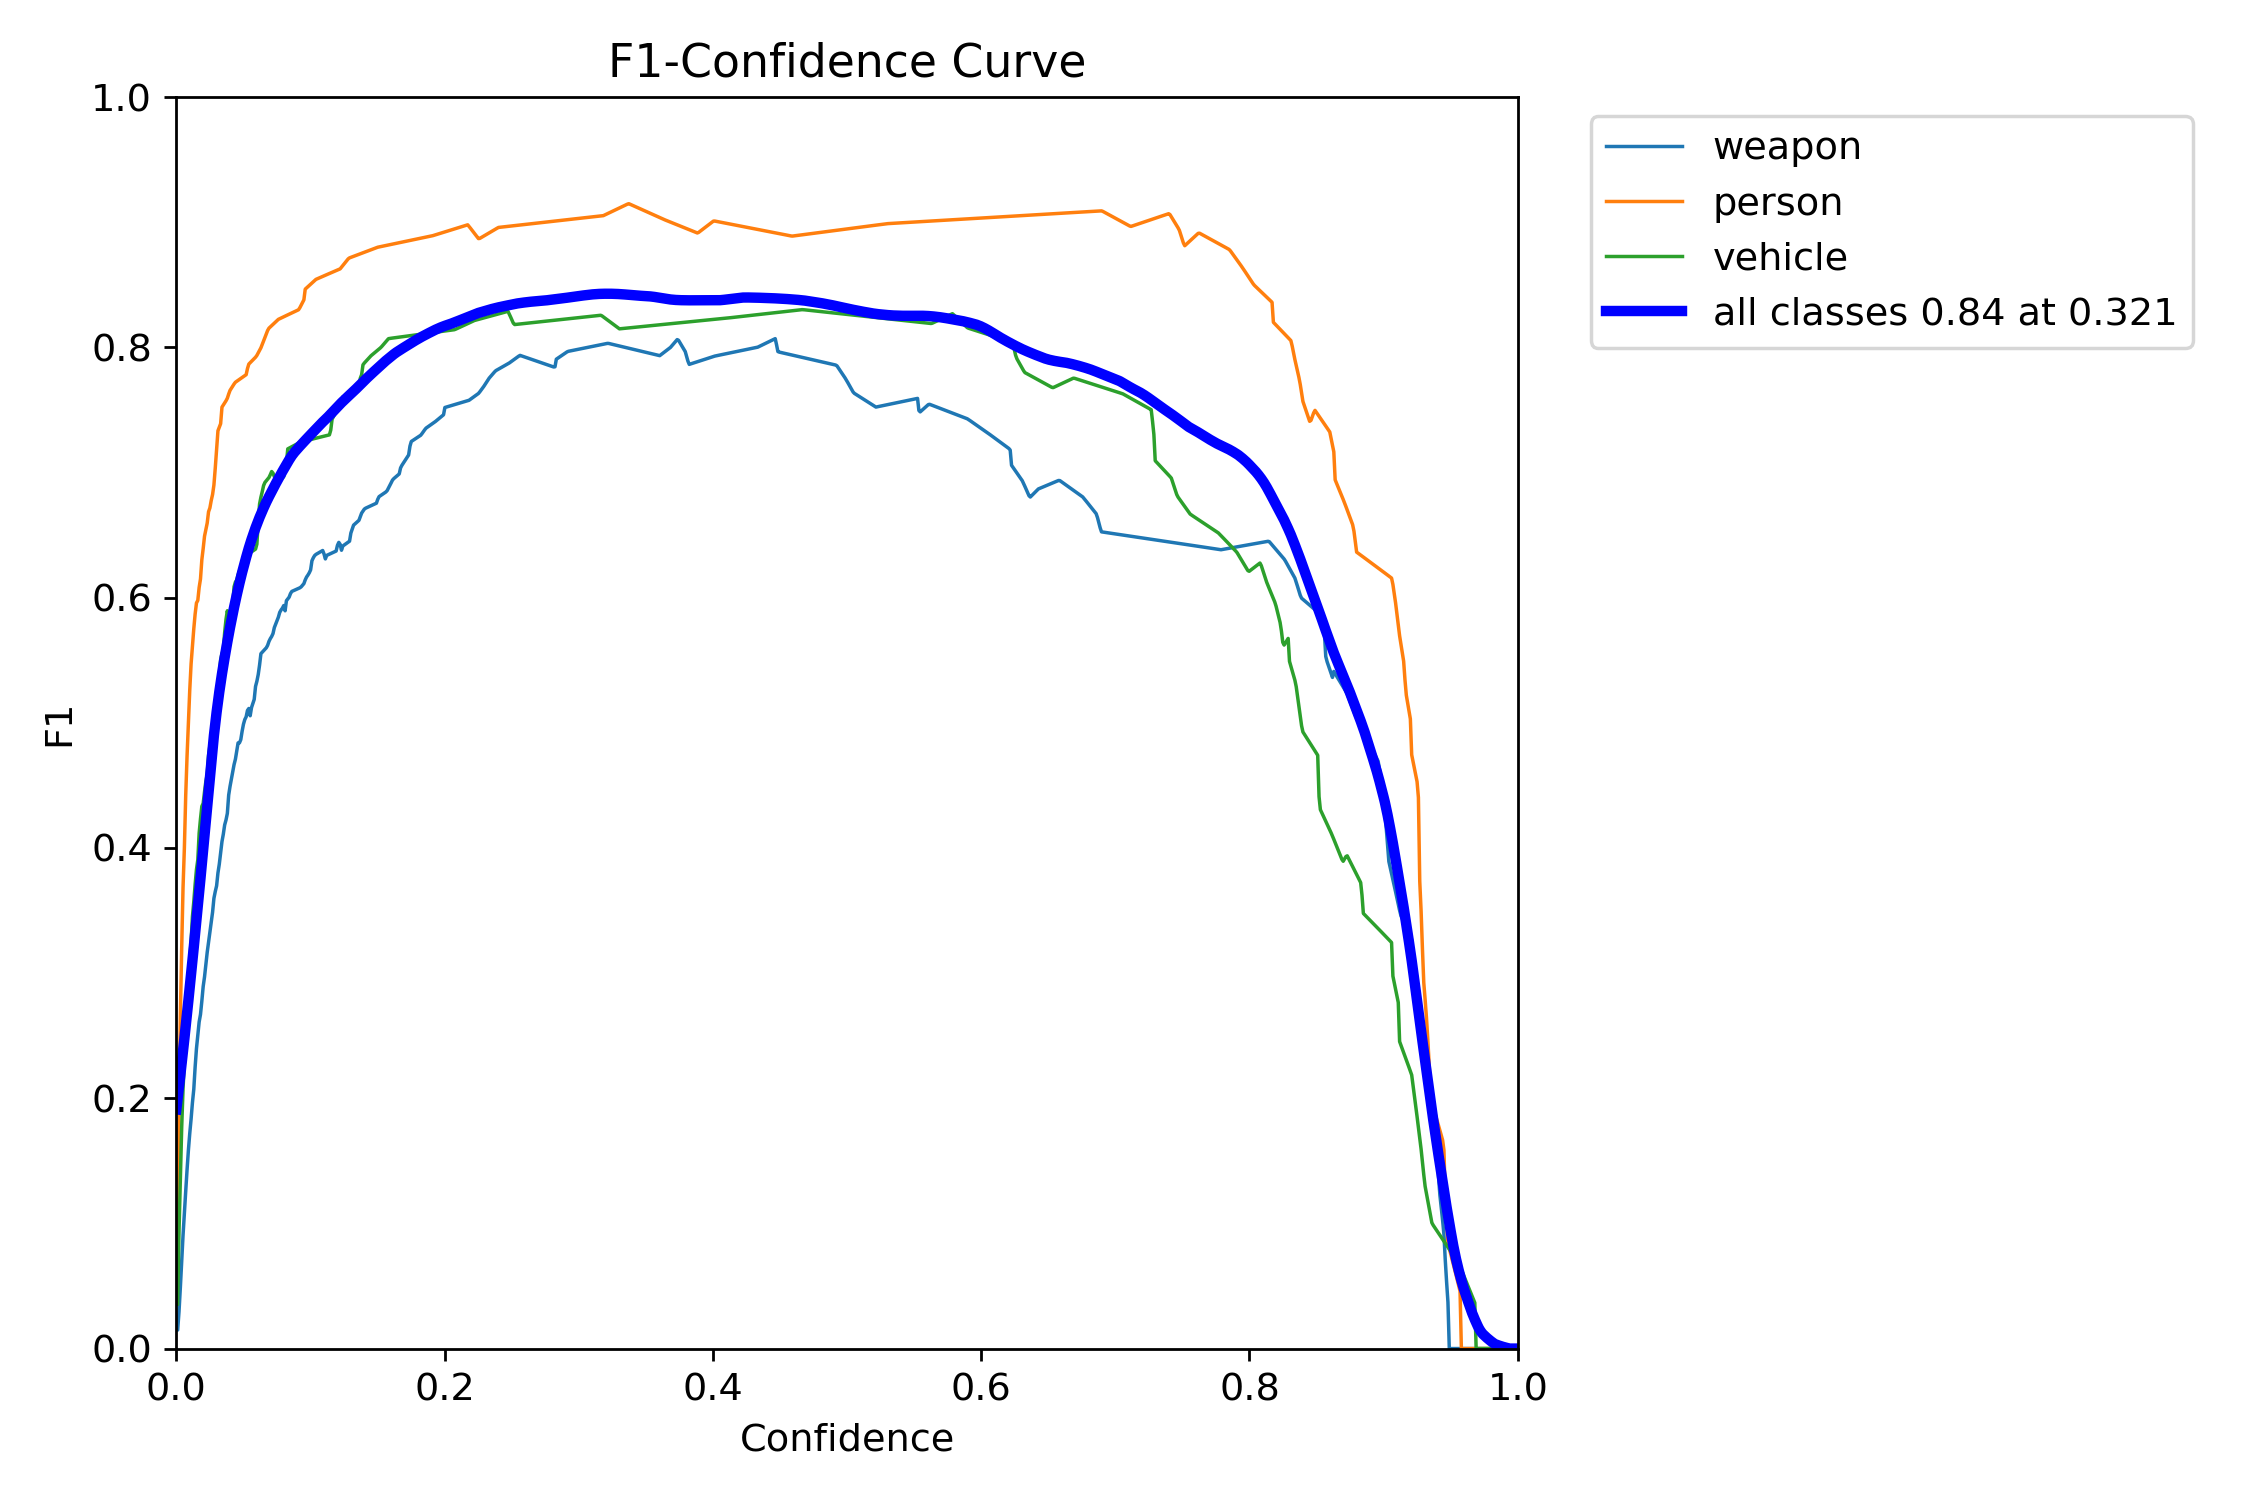 F1-Confidence Curve
1.0
0.8
0.6
0.4
0.2
0.0
F1
0.0 0.2 0.4 0.6 0.8 1.0
Confidence
weapon
person
vehicle
all classes 0.84 at 0.321